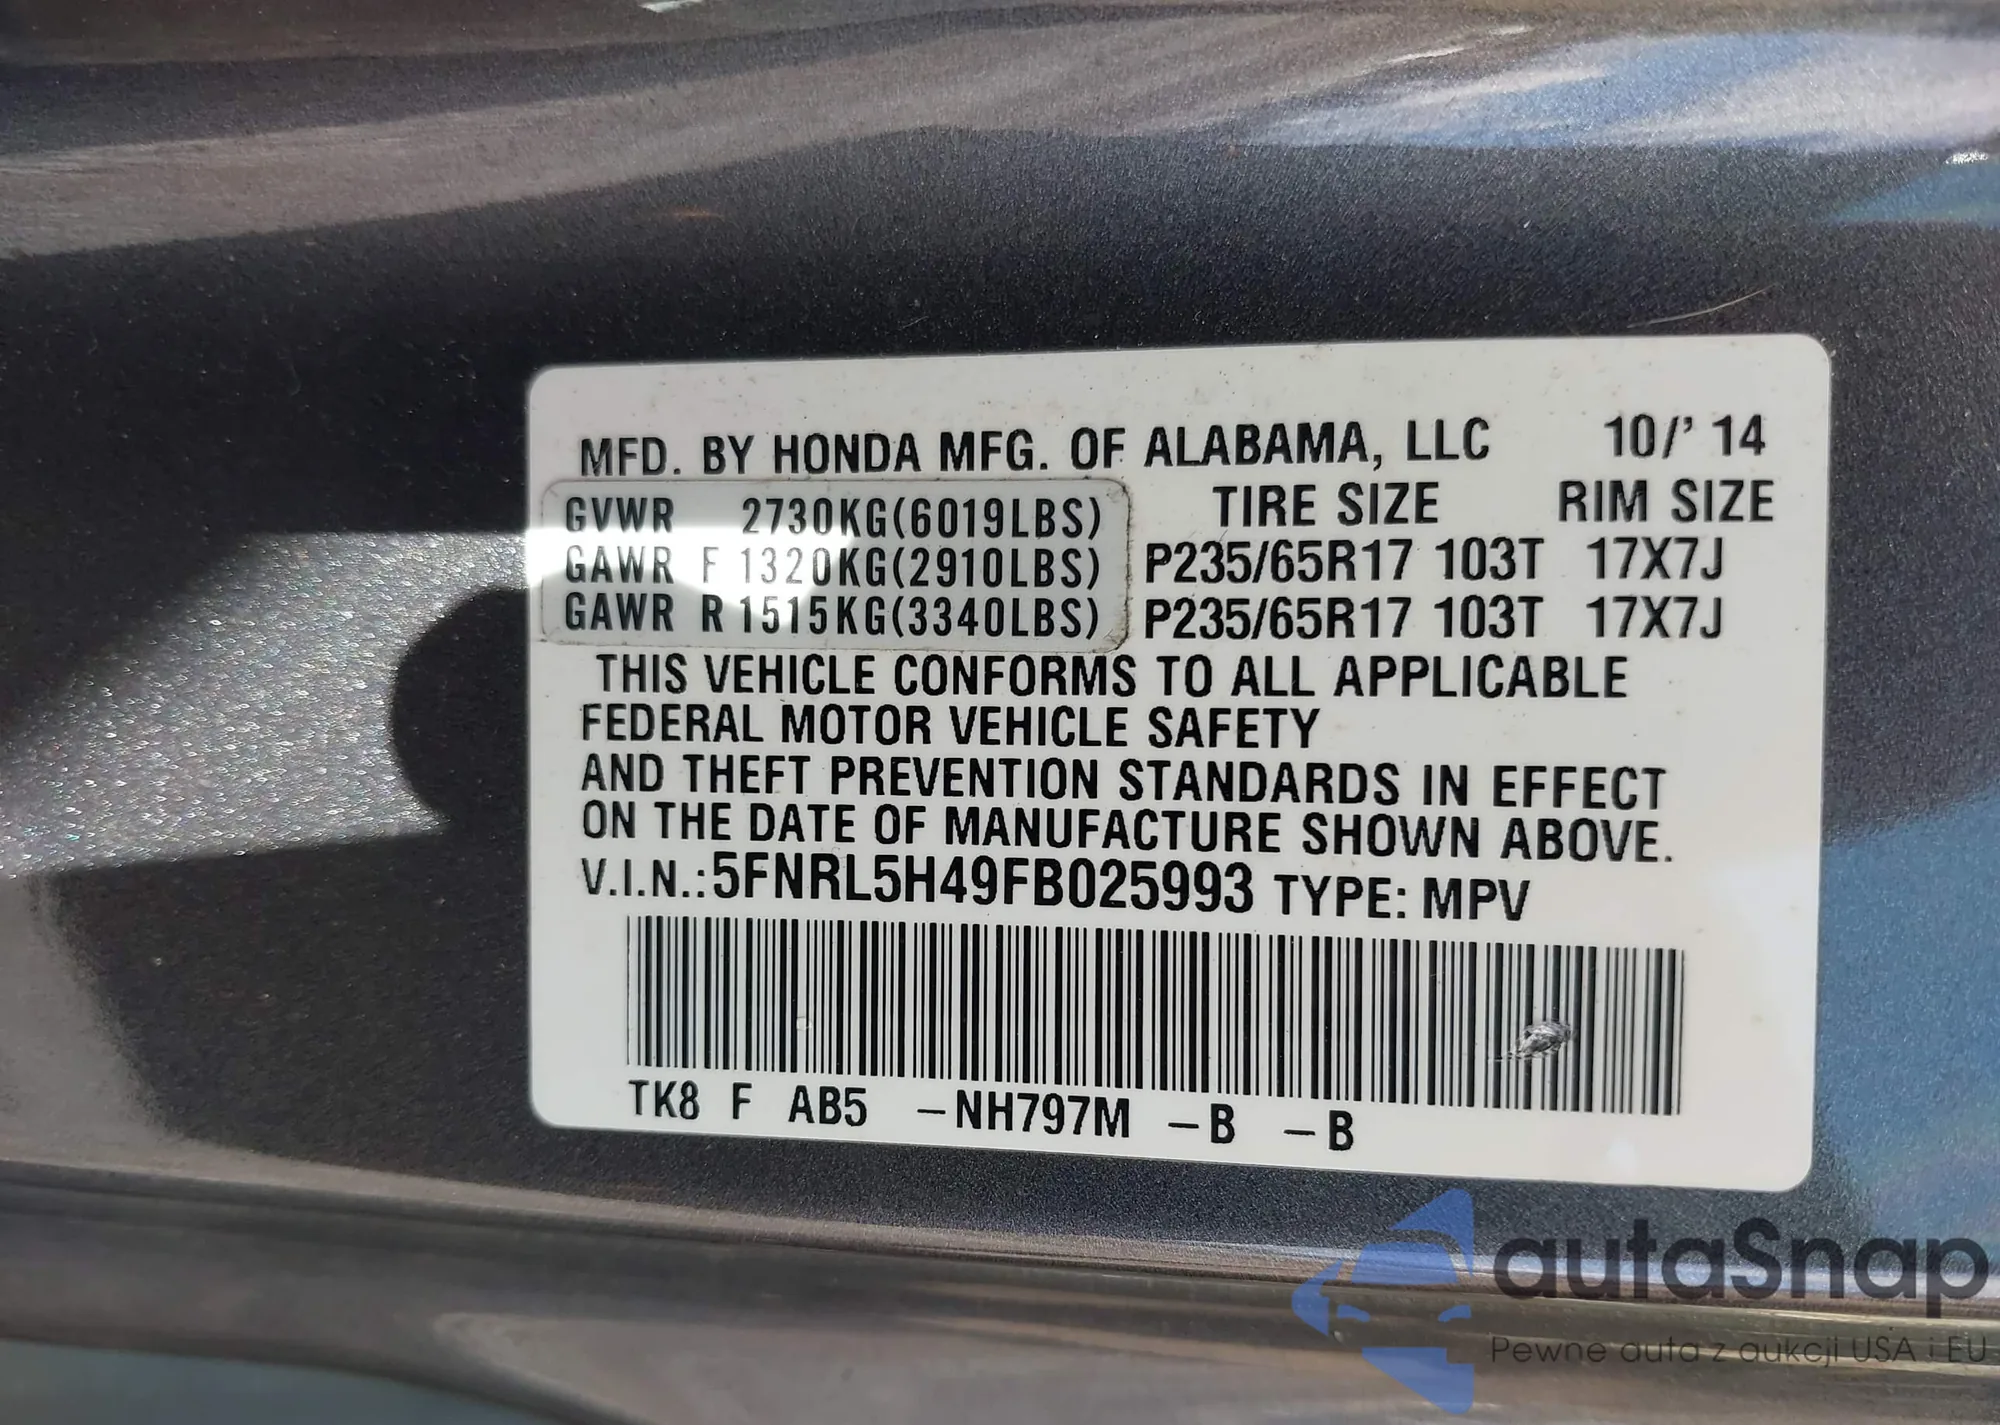 MFD. BY HONDA MFG. OF ALABAMA, LLC 10/' 14
GVWR 2730KG(6019LBS) TIRE SIZE RIM SIZE
GAWR F 1320KG(2910LBS) P235/65R17 103T 17X7J
GAWR R 1515KG(3340LBS) P235/65R17 103T 17X7J
THIS VEHICLE CONFORMS TO ALL APPLICABLE
FEDERAL MOTOR VEHICLE SAFETY
AND THEFT PREVENTION STANDARDS IN EFFECT
ON THE DATE OF MANUFACTURE SHOWN ABOVE.
V.I.N.: 5FNRL5H49FB025993 TYPE: MPV
TK8 F AB5 –NH797M –B –B
autaSnap
Pewne auta z aukcji USA i EU